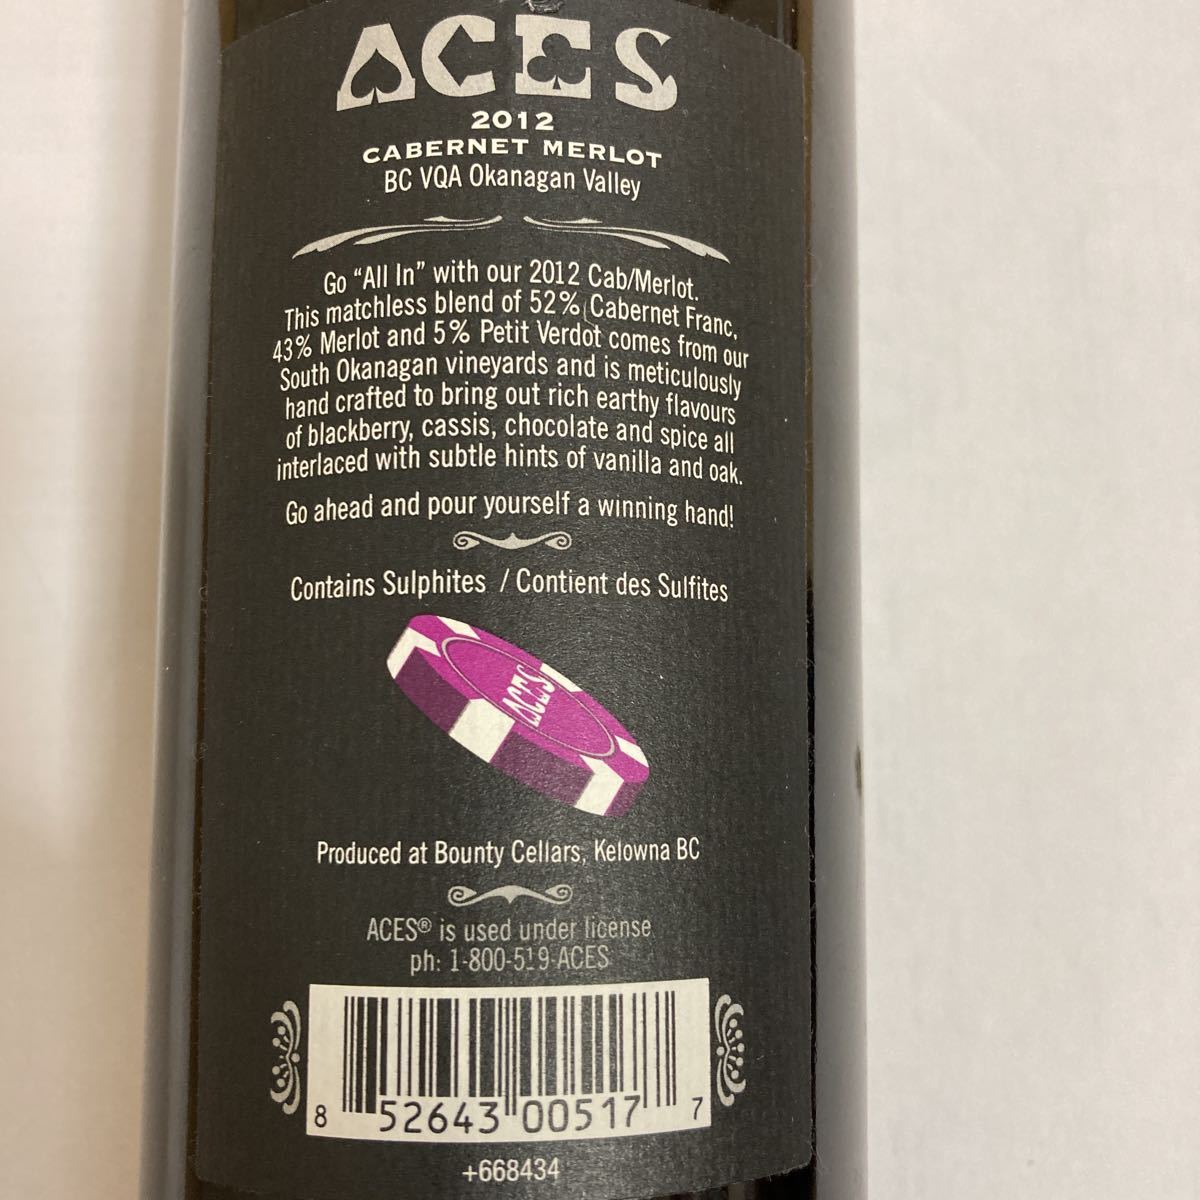 ACES
2012
CABERNET MERLOT
BC VQA Okanagan Valley
Go “All In” with our 2012 Cab/Merlot.
This matchless blend of 52% Cabernet Franc,
43% Merlot and 5% Petit Verdot comes from our
South Okanagan vineyards and is meticulously
hand crafted to bring out rich earthy flavours
of blackberry, cassis, chocolate and spice all
interlaced with subtle hints of vanilla and oak.
Go ahead and pour yourself a winning hand!
Contains Sulphites / Contient des Sulfites
ACES
Produced at Bounty Cellars, Kelowna BC
ACES® is used under license
ph: 1-800-519-ACES
8 52643 00517 7
+668434